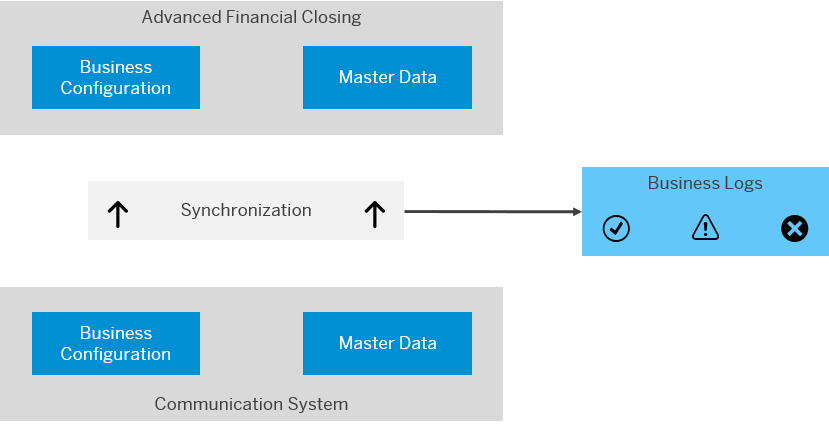 Advanced Financial Closing
Business
Configuration
Master Data
Synchronization
Business Logs
Business
Configuration
Master Data
Communication System